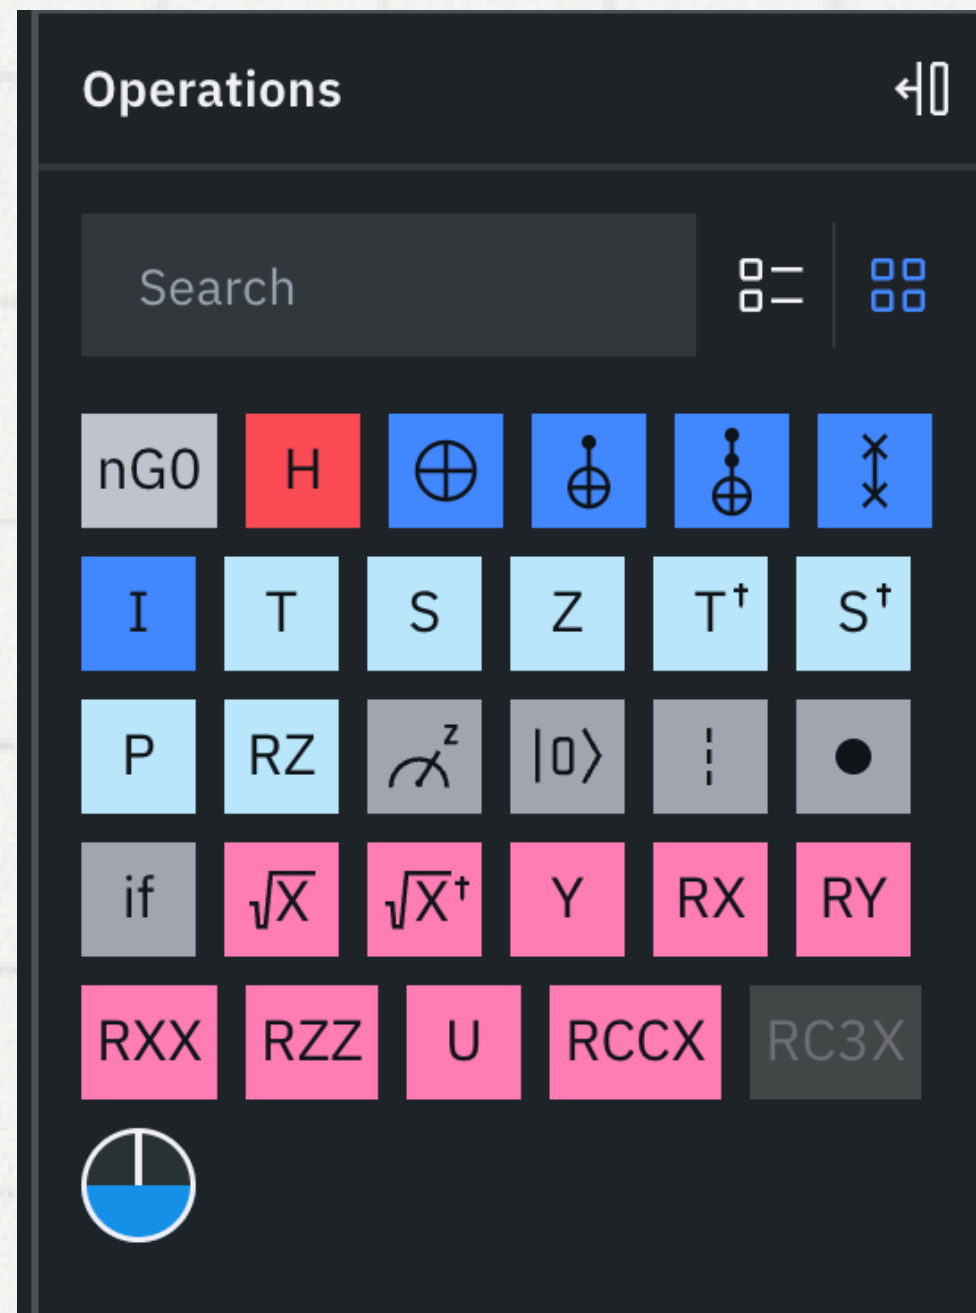 Operations
Search
nG0 H
I T S Z T† S†
P RZ z |0⟩
if √X √X† Y RX RY
RXX RZZ U RCCX RC3X